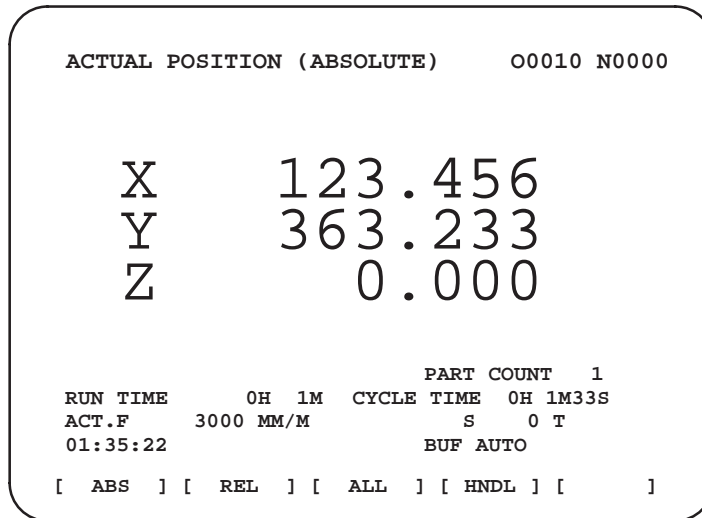 ACTUAL POSITION (ABSOLUTE) O0010 N0000
X 123.456
Y 363.233
Z 0.000
PART COUNT 1
RUN TIME 0H 1M CYCLE TIME 0H 1M33S
ACT.F 3000 MM/M S 0 T
01:35:22 BUF AUTO
[ ABS ] [ REL ] [ ALL ] [ HNDL ] [ ]